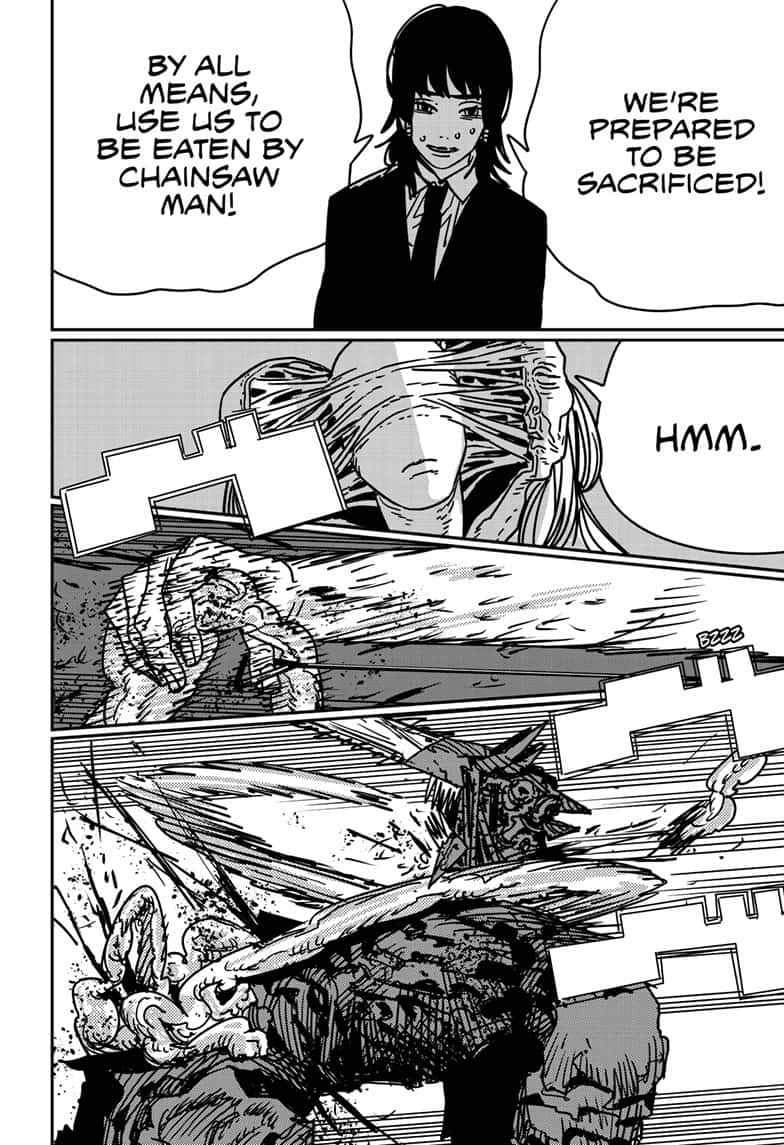 WE'RE
PREPARED
TO BE
SACRIFICED!
BY ALL
MEANS,
USE US TO
BE EATEN BY
CHAINSAW
MAN!
HMM.
BZZZ